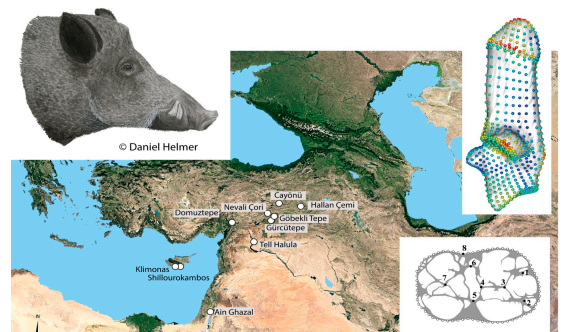 © Daniel Helmer
Cayönü
Nevali Çori
Hallan Çemi
Domuztepe
Göbekli Tepe
Gürcütepe
Tell Halula
Klimonas
Shillourokambos
Ain Ghazal
N
8
6
1
7
4
3
5
2